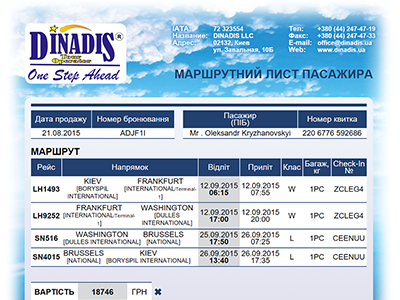 DINADIS ®
Tour
Operator
One Step Ahead
IATA: 72 323554
Название: DINADIS LLC
Адрес: 02132, Киев
ул. Завальная, 10Б
Тел: +380 (44) 247-47-19
Факс: +380 (44) 247-47-33
E-mail: office@dinadis.ua
Web: www.dinadis.ua
МАРШРУТНИЙ ЛИСТ ПАСАЖИРА
Дата продажу Номер бронювання Пасажир (ПІБ) Номер квитка
21.08.2015 ADJF1I Mr . Oleksandr Kryzhanovskyi 220 6776 592686
МАРШРУТ
Рейс Напрямок Відліт Приліт Клас Багаж, кг Check-In №
LH1493 KIEV [BORYSPIL INTERNATIONAL] FRANKFURT [INTERNATIONAL/Terminal-1] 12.09.2015 06:15 12.09.2015 07:55 W 1PC ZCLEG4
LH9252 FRANKFURT [INTERNATIONAL/Terminal-1] WASHINGTON [DULLES INTERNATIONAL] 12.09.2015 17:00 12.09.2015 20:00 W 1PC ZCLEG4
SN516 WASHINGTON [DULLES INTERNATIONAL] BRUSSELS [NATIONAL] 25.09.2015 17:50 26.09.2015 07:25 L 1PC CEENUU
SN4015 BRUSSELS [NATIONAL] KIEV [BORYSPIL INTERNATIONAL] 26.09.2015 13:40 26.09.2015 17:35 L 1PC CEENUU
ВАРТІСТЬ 18746 ГРН